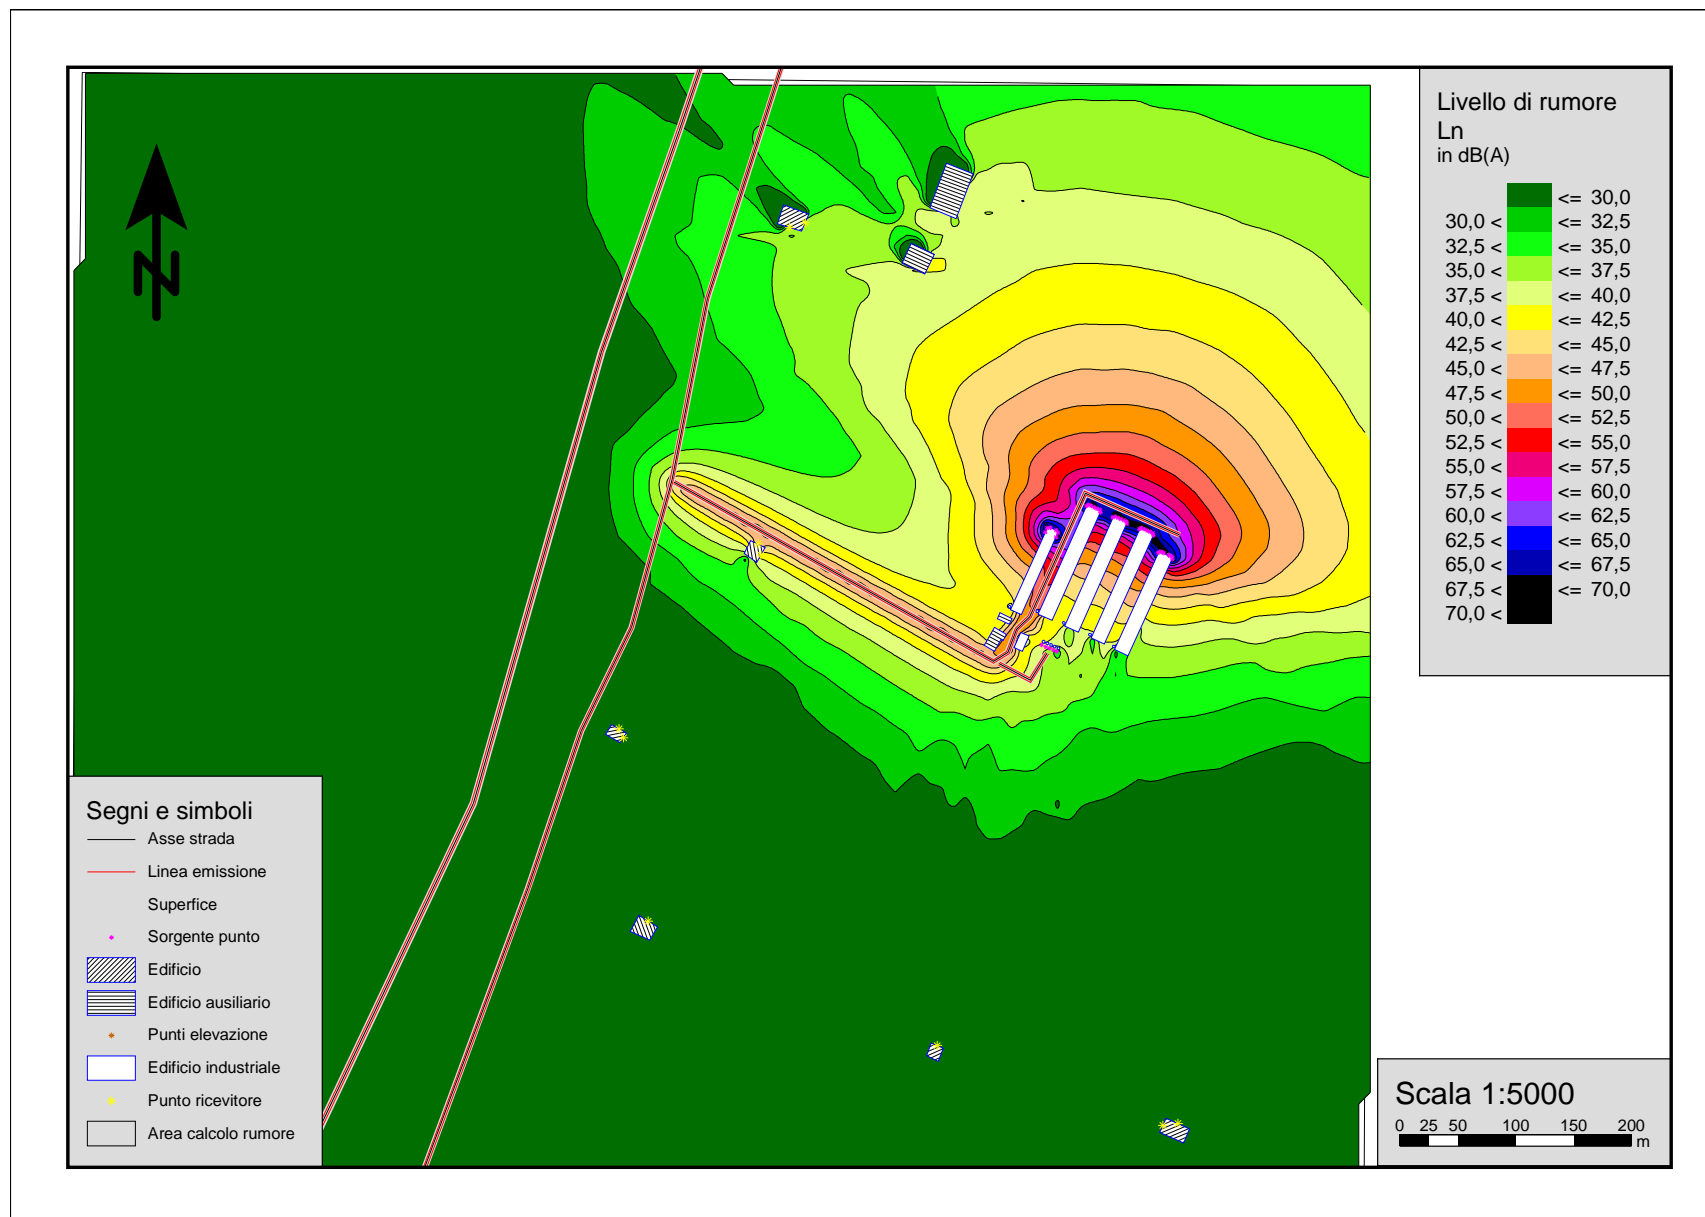 Livello di rumore
Ln
in dB(A)
<= 30,0
30,0 < <= 32,5
32,5 < <= 35,0
35,0 < <= 37,5
37,5 < <= 40,0
40,0 < <= 42,5
42,5 < <= 45,0
45,0 < <= 47,5
47,5 < <= 50,0
50,0 < <= 52,5
52,5 < <= 55,0
55,0 < <= 57,5
57,5 < <= 60,0
60,0 < <= 62,5
62,5 < <= 65,0
65,0 < <= 67,5
67,5 < <= 70,0
70,0 <
N
Segni e simboli
Asse strada
Linea emissione
Superfice
Sorgente punto
Edificio
Edificio ausiliario
Punti elevazione
Edificio industriale
Punto ricevitore
Area calcolo rumore
Scala 1:5000
0 25 50 100 150 200
m